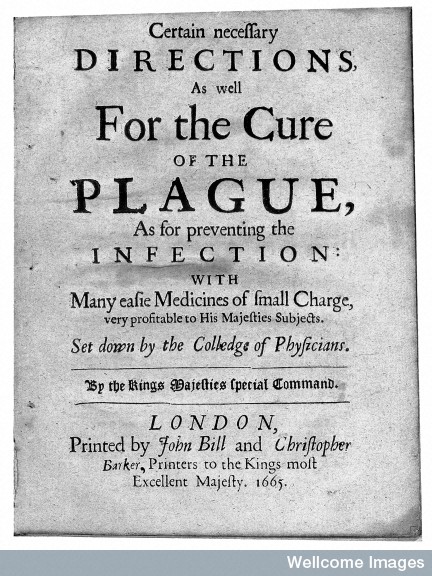 Certain neceſſary
DIRECTIONS,
As well
For the Cure
OF THE
PLAGUE,
As for preventing the
INFECTION:
WITH
Many eaſie Medicines of ſmall Charge,
very profitable to His Majeſties Subjects.
Set down by the Colledge of Phyſicians.
By the Kings Majeſties ſpecial Command.
LONDON,
Printed by John Bill and Chriſtopher
Barker, Printers to the Kings moſt
Excellent Majeſty. 1665.
Wellcome Images